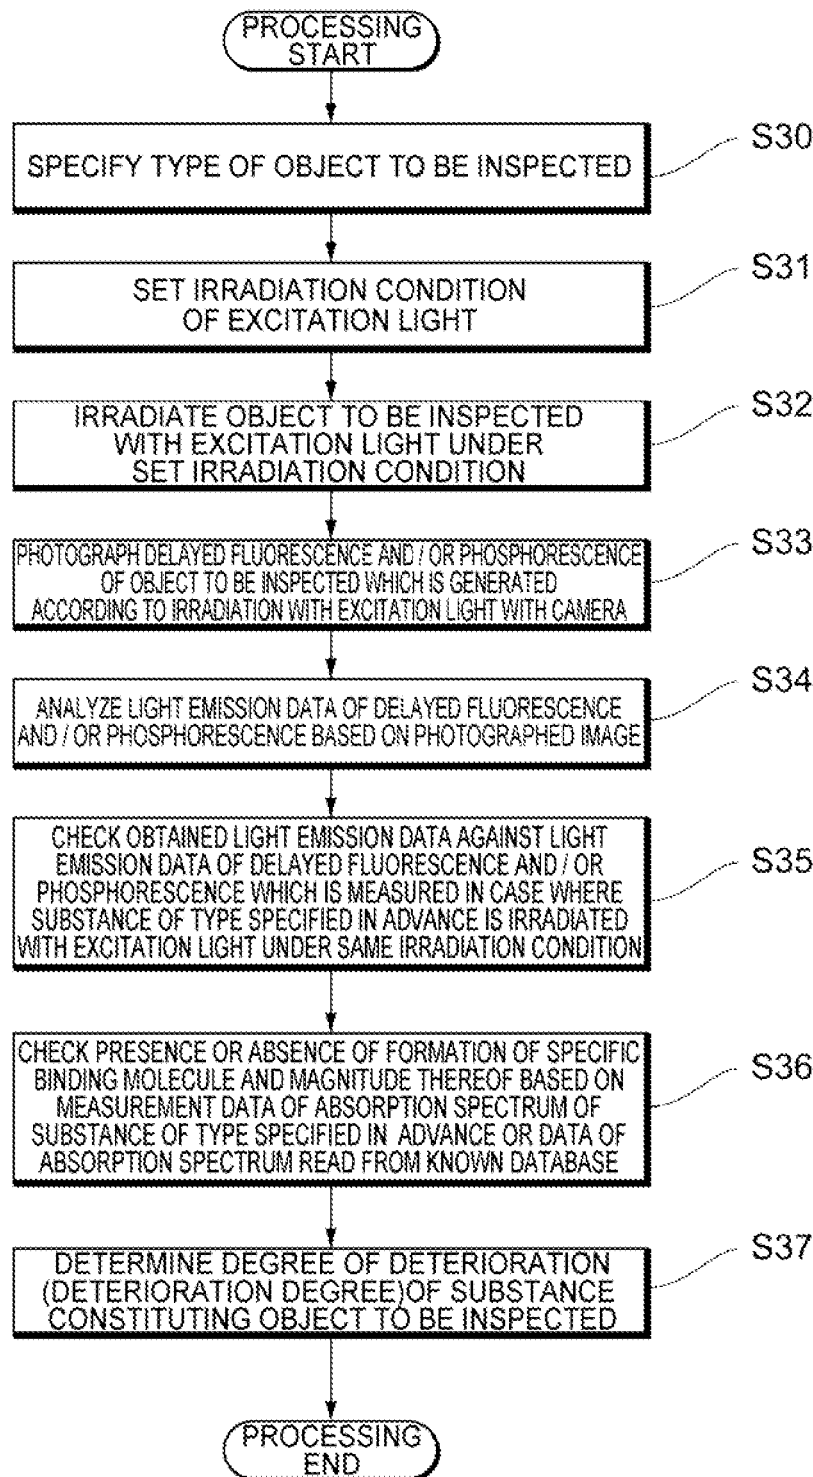 PROCESSING
START
SPECIFY TYPE OF OBJECT TO BE INSPECTED
S30
SET IRRADIATION CONDITION
OF EXCITATION LIGHT
S31
IRRADIATE OBJECT TO BE INSPECTED
WITH EXCITATION LIGHT UNDER
SET IRRADIATION CONDITION
S32
PHOTOGRAPH DELAYED FLUORESCENCE AND / OR PHOSPHORESCENCE
OF OBJECT TO BE INSPECTED WHICH IS GENERATED
ACCORDING TO IRRADIATION WITH EXCITATION LIGHT WITH CAMERA
S33
ANALYZE LIGHT EMISSION DATA OF DELAYED FLUORESCENCE
AND / OR PHOSPHORESCENCE BASED ON PHOTOGRAPHED IMAGE
S34
CHECK OBTAINED LIGHT EMISSION DATA AGAINST LIGHT
EMISSION DATA OF DELAYED FLUORESCENCE AND / OR
PHOSPHORESCENCE WHICH IS MEASURED IN CASE WHERE
SUBSTANCE OF TYPE SPECIFIED IN ADVANCE IS IRRADIATED
WITH EXCITATION LIGHT UNDER SAME IRRADIATION CONDITION
S35
CHECK PRESENCE OR ABSENCE OF FORMATION OF SPECIFIC
BINDING MOLECULE AND MAGNITUDE THEREOF BASED ON
MEASUREMENT DATA OF ABSORPTION SPECTRUM OF
SUBSTANCE OF TYPE SPECIFIED IN ADVANCE OR DATA OF
ABSORPTION SPECTRUM READ FROM KNOWN DATABASE
S36
DETERMINE DEGREE OF DETERIORATION
(DETERIORATION DEGREE)OF SUBSTANCE
CONSTITUTING OBJECT TO BE INSPECTED
S37
PROCESSING
END